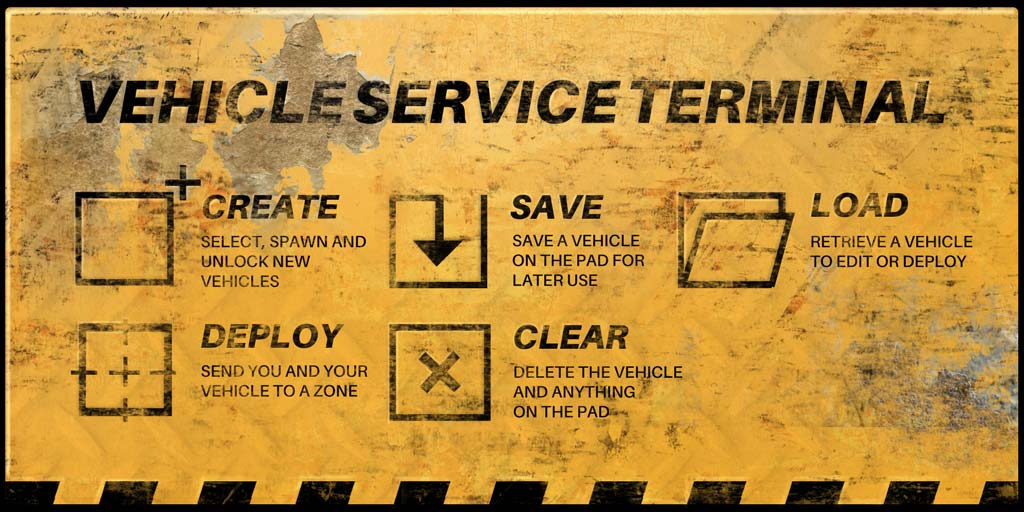 VEHICLE SERVICE TERMINAL
CREATE
SELECT, SPAWN AND
UNLOCK NEW
VEHICLES
SAVE
SAVE A VEHICLE
ON THE PAD FOR
LATER USE
LOAD
RETRIEVE A VEHICLE
TO EDIT OR DEPLOY
DEPLOY
SEND YOU AND YOUR
VEHICLE TO A ZONE
CLEAR
DELETE THE VEHICLE
AND ANYTHING
ON THE PAD